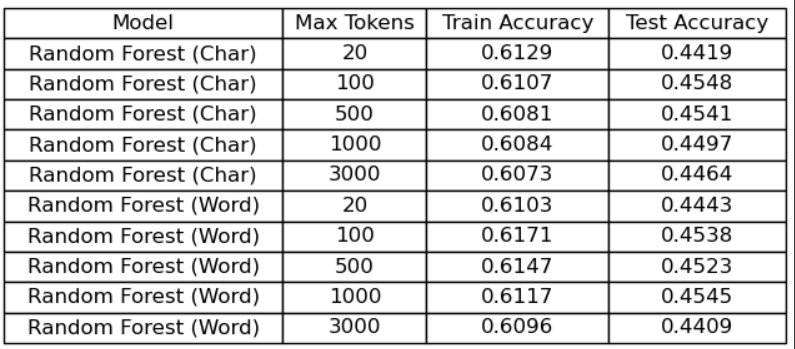 Model Max Tokens Train Accuracy Test Accuracy
Random Forest (Char) 20 0.6129 0.4419
Random Forest (Char) 100 0.6107 0.4548
Random Forest (Char) 500 0.6081 0.4541
Random Forest (Char) 1000 0.6084 0.4497
Random Forest (Char) 3000 0.6073 0.4464
Random Forest (Word) 20 0.6103 0.4443
Random Forest (Word) 100 0.6171 0.4538
Random Forest (Word) 500 0.6147 0.4523
Random Forest (Word) 1000 0.6117 0.4545
Random Forest (Word) 3000 0.6096 0.4409